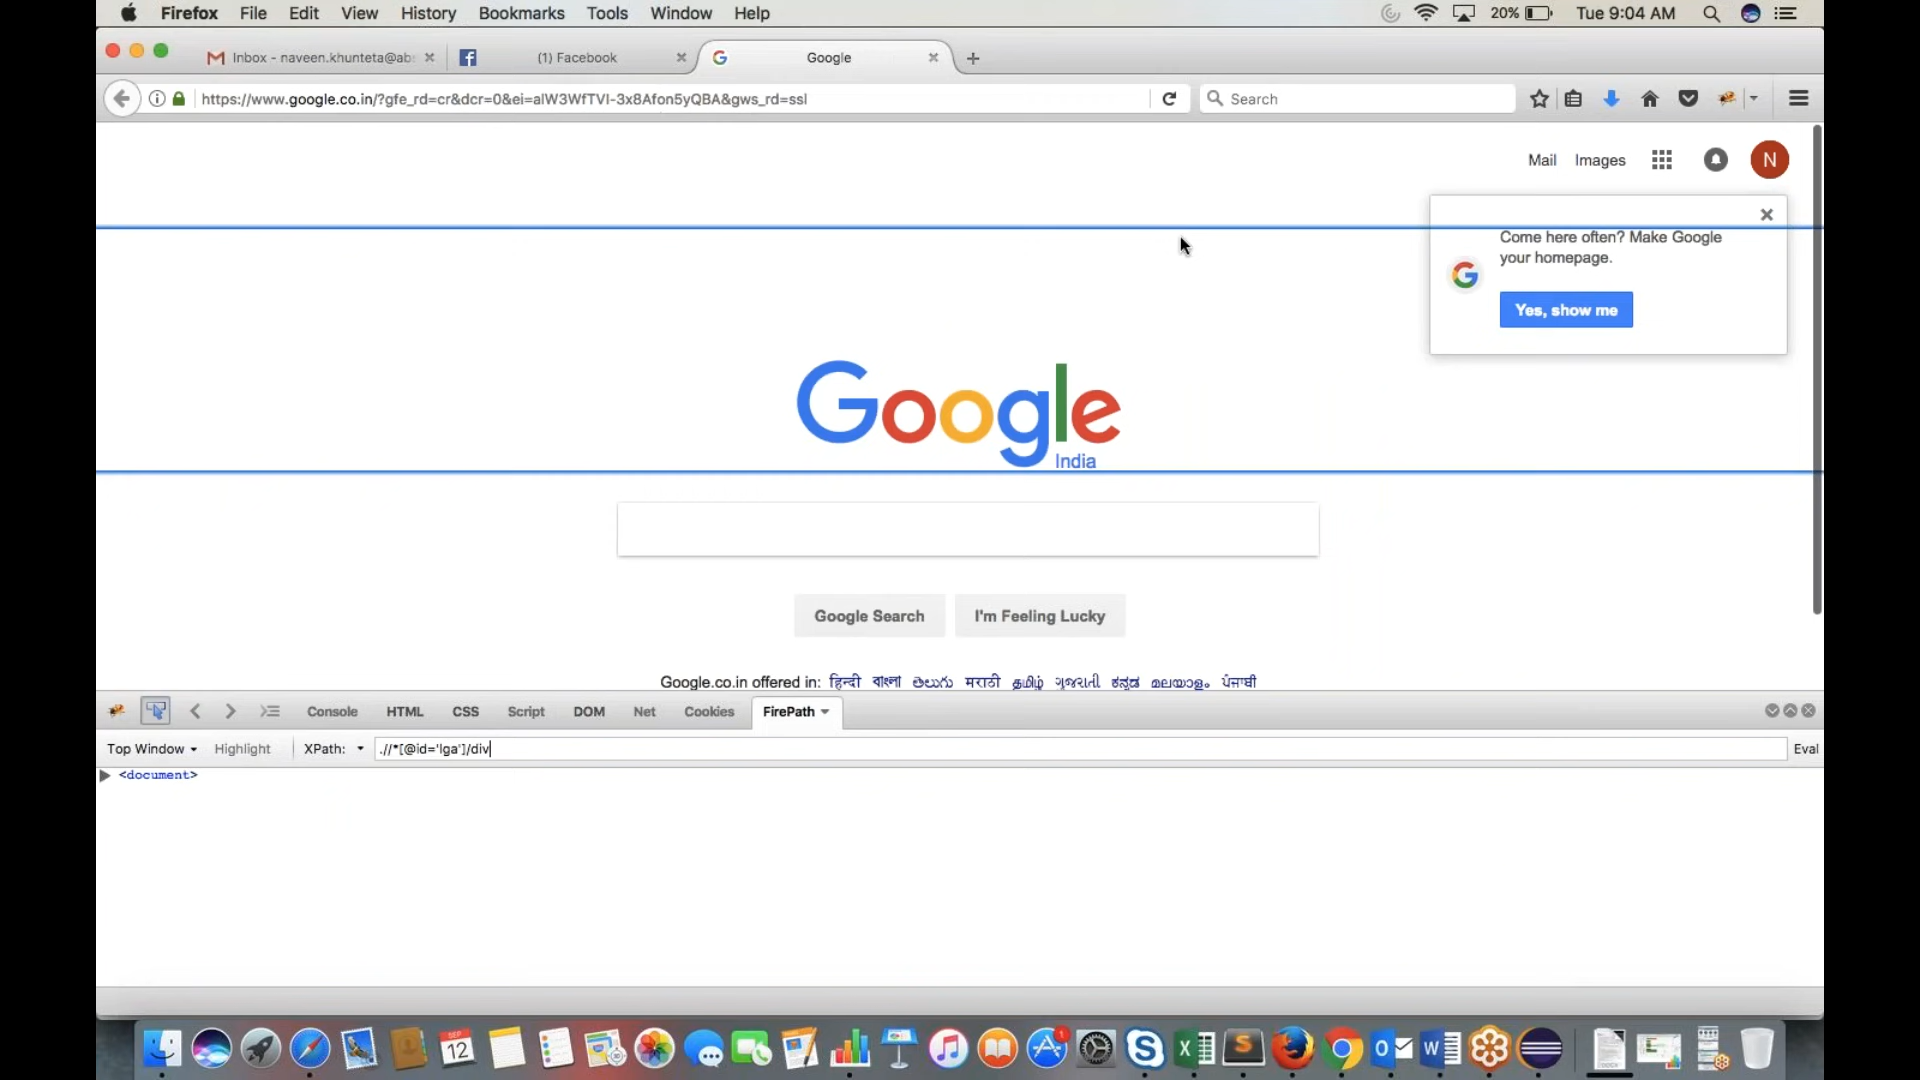 Firefox File Edit View History Bookmarks Tools Window Help 20% Tue 9:04 AM
Inbox - naveen.khunteta@ab (1) Facebook Google
https://www.google.co.in/?gfe_rd=cr&dcr=0&ei=alW3WfTVI-3x8Afon5yQBA&gws_rd=ssl Search
Mail Images N
Come here often? Make Google
your homepage.
Yes, show me
Google
India
Google Search I'm Feeling Lucky
Google.co.in offered in: हिन्दी বাংলা తెలుగు मराठी தமிழ் ગુજરાતી ಕನ್ನಡ മലയാളം ਪੰਜਾਬੀ
Console HTML CSS Script DOM Net Cookies FirePath
Top Window Highlight XPath: .//*[@id='lga']/div Eval
<document>
SEP
12
1
S X S O W